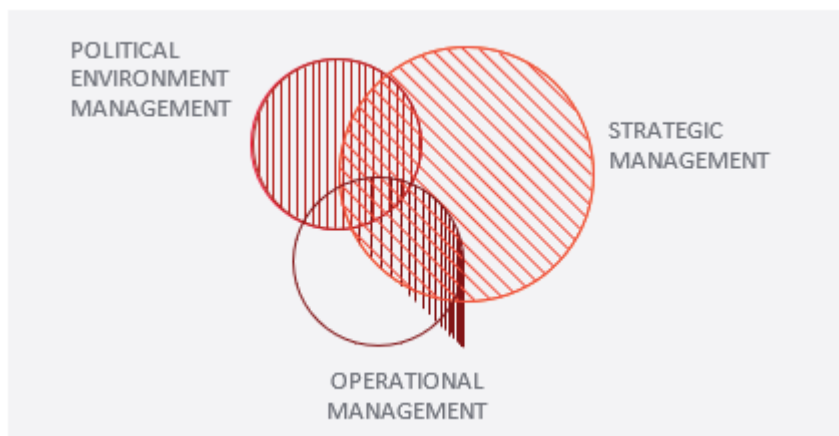 POLITICAL
ENVIRONMENT
MANAGEMENT
STRATEGIC
MANAGEMENT
OPERATIONAL
MANAGEMENT